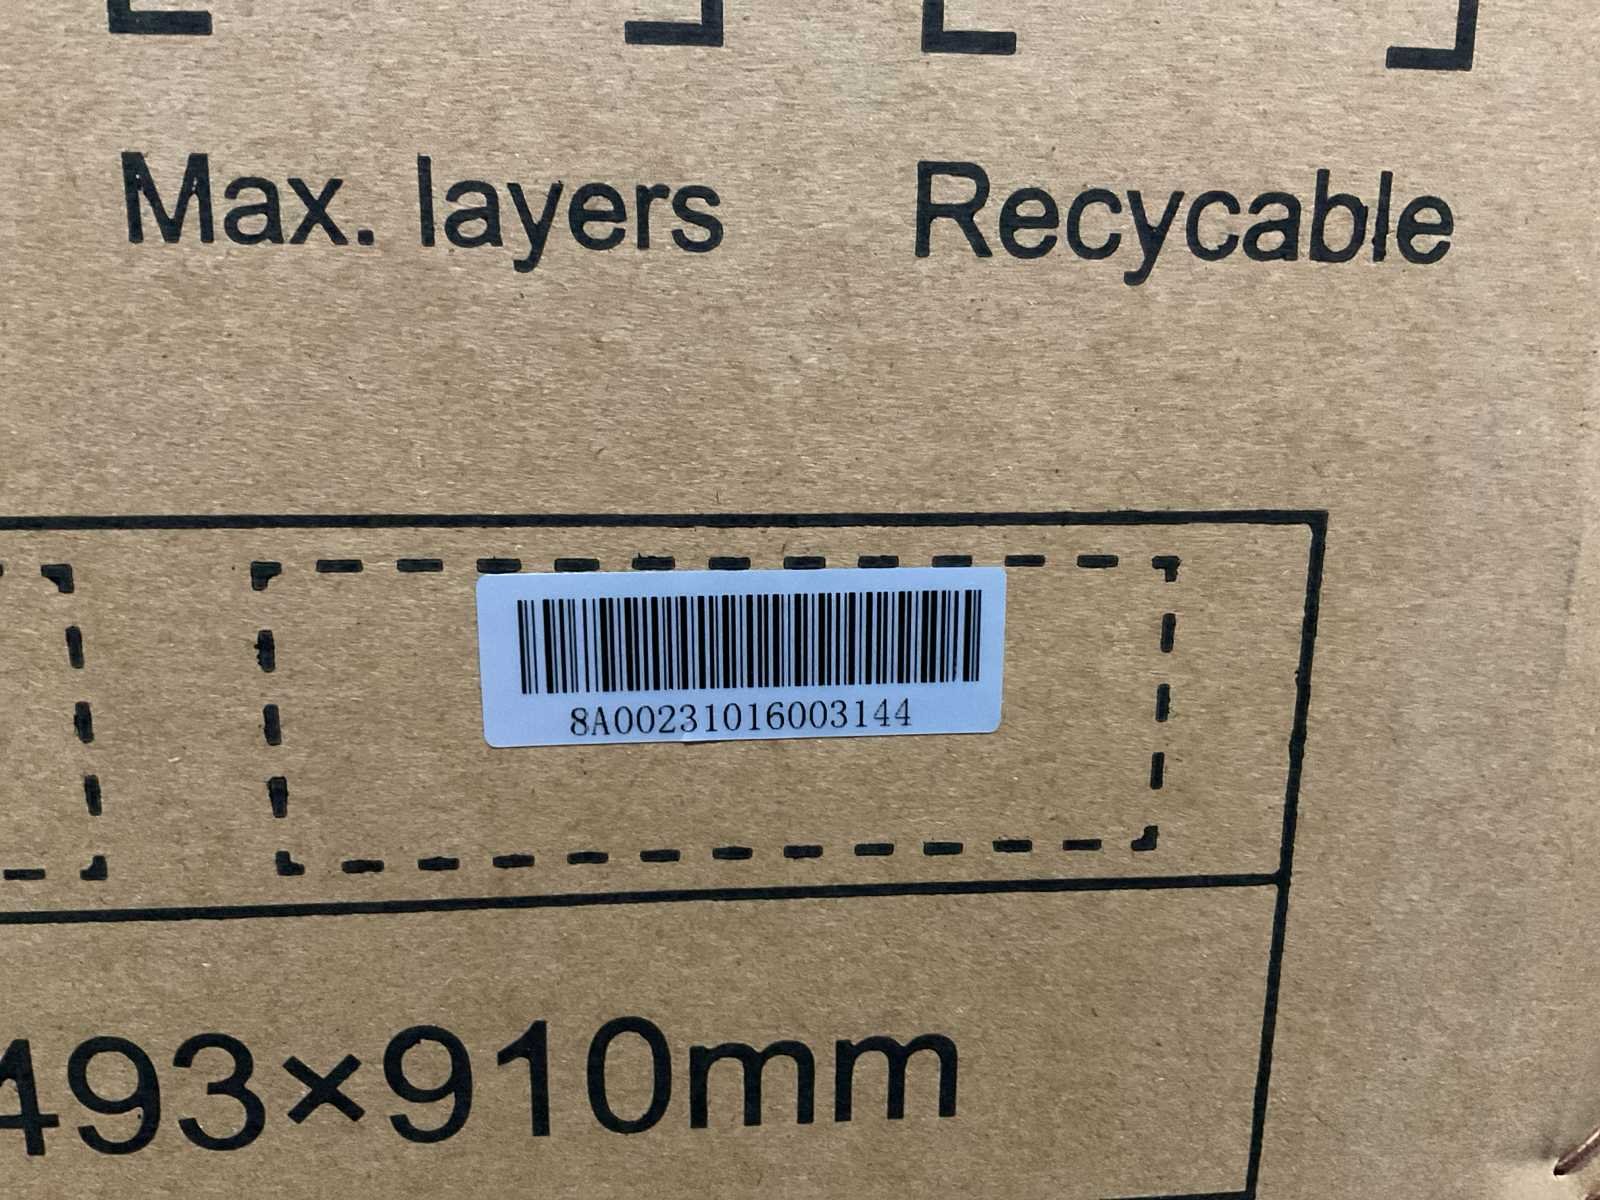 Max. layers
Recycable
8A00231016003144
493×910mm